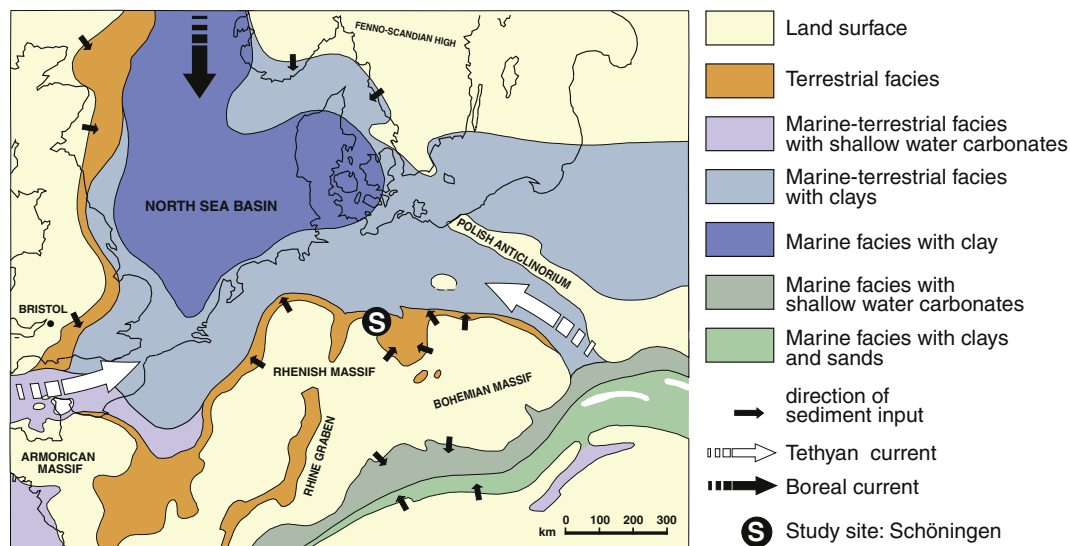 FENNO-SCANDIAN HIGH
NORTH SEA BASIN
POLISH ANTICLINORIUM
BRISTOL
S
RHENISH MASSIF
BOHEMIAN MASSIF
ARMORICAN
MASSIF
RHINE GRABEN
km
0 100 200 300
Land surface
Terrestrial facies
Marine-terrestrial facies
with shallow water carbonates
Marine-terrestrial facies
with clays
Marine facies with clay
Marine facies with
shallow water carbonates
Marine facies with clays
and sands
direction of
sediment input
Tethyan current
Boreal current
S Study site: Schöningen